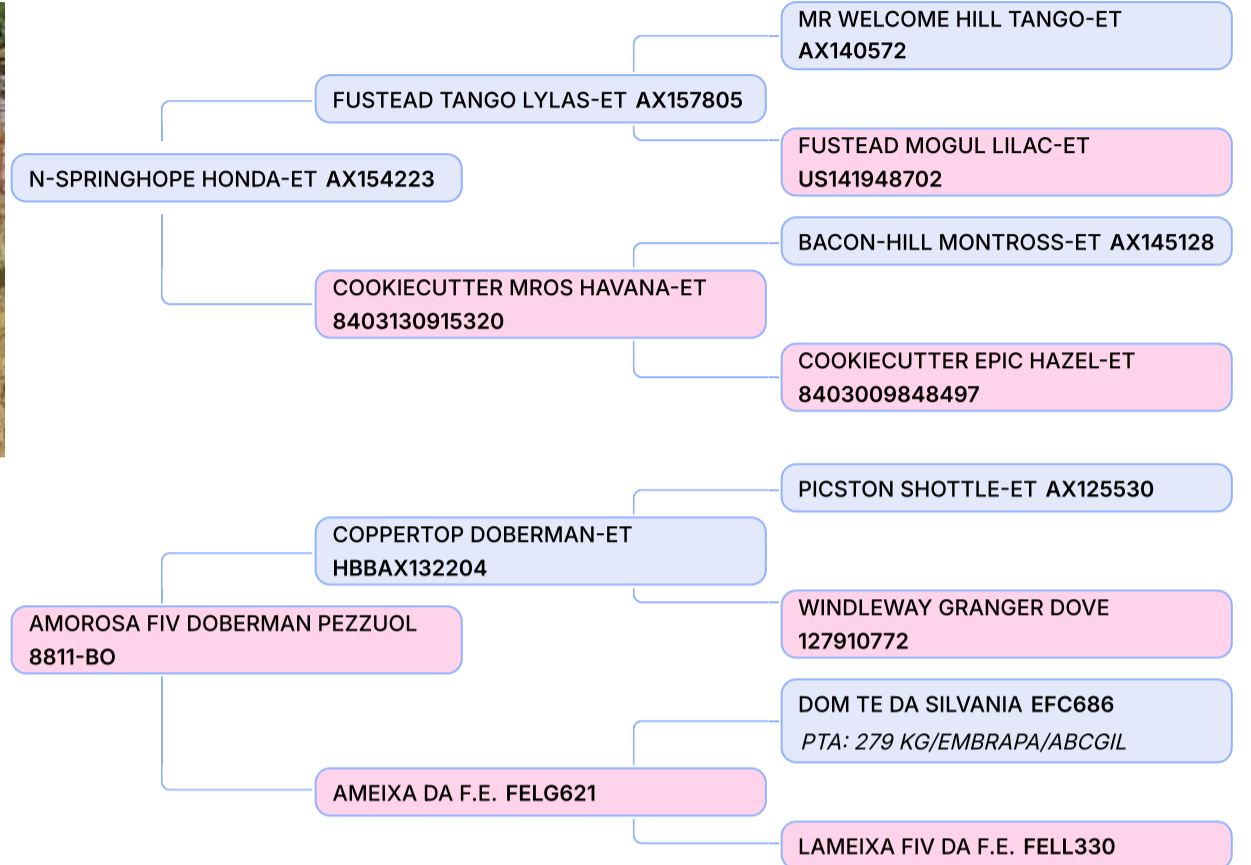 MR WELCOME HILL TANGO-ET
AX140572
FUSTEAD TANGO LYLAS-ET AX157805
FUSTEAD MOGUL LILAC-ET
US141948702
N-SPRINGHOPE HONDA-ET AX154223
BACON-HILL MONTROSS-ET AX145128
COOKIECUTTER MROS HAVANA-ET
8403130915320
COOKIECUTTER EPIC HAZEL-ET
8403009848497
PICSTON SHOTTLE-ET AX125530
COPPERTOP DOBERMAN-ET
HBBAX132204
WINDLEWAY GRANGER DOVE
127910772
AMOROSA FIV DOBERMAN PEZZUOL
8811-BO
DOM TE DA SILVANIA EFC686
PTA: 279 KG/EMBRAPA/ABCGIL
AMEIXA DA F.E. FELG621
LAMEIXA FIV DA F.E. FELL330